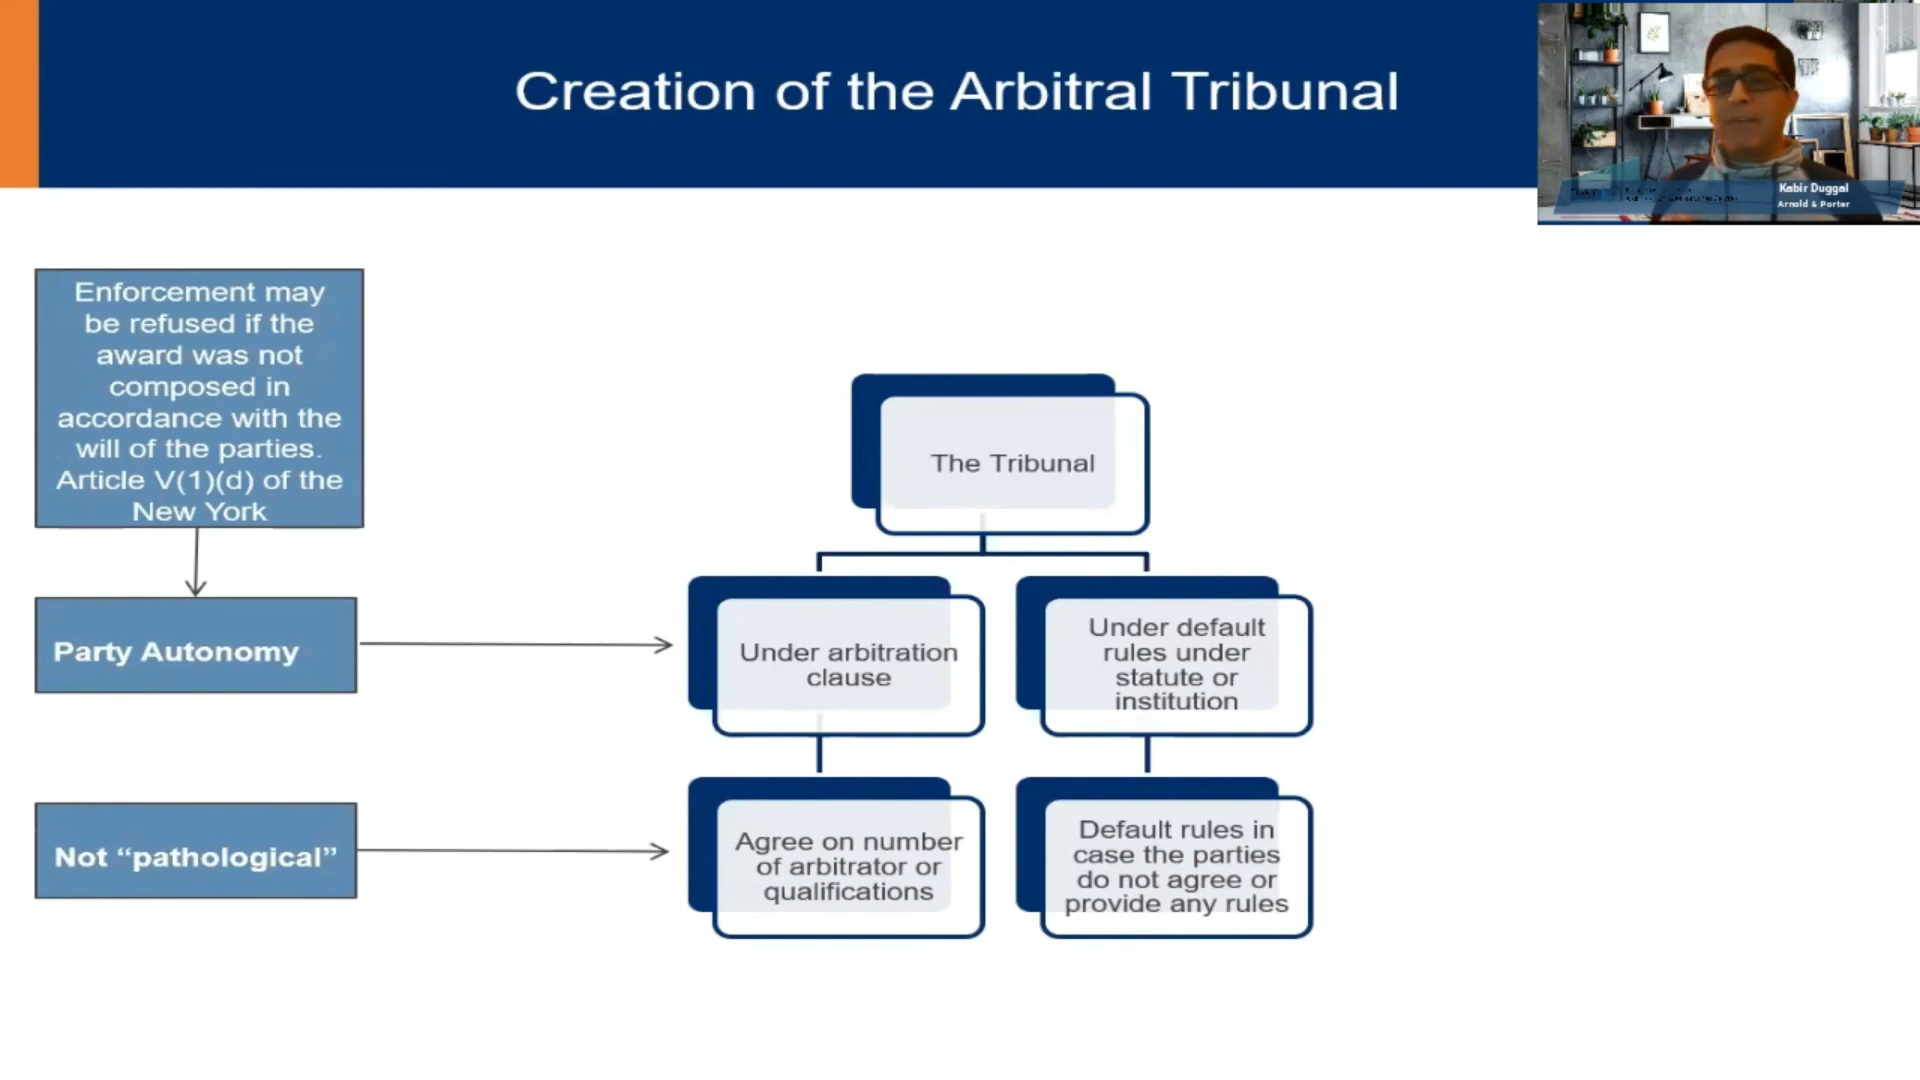 Creation of the Arbitral Tribunal
Kabir Duggal
Arnold & Porter
Enforcement may
be refused if the
award was not
composed in
accordance with the
will of the parties.
Article V(1)(d) of the
New York
Party Autonomy
Not “pathological”
The Tribunal
Under arbitration
clause
Under default
rules under
statute or
institution
Agree on number
of arbitrator or
qualifications
Default rules in
case the parties
do not agree or
provide any rules